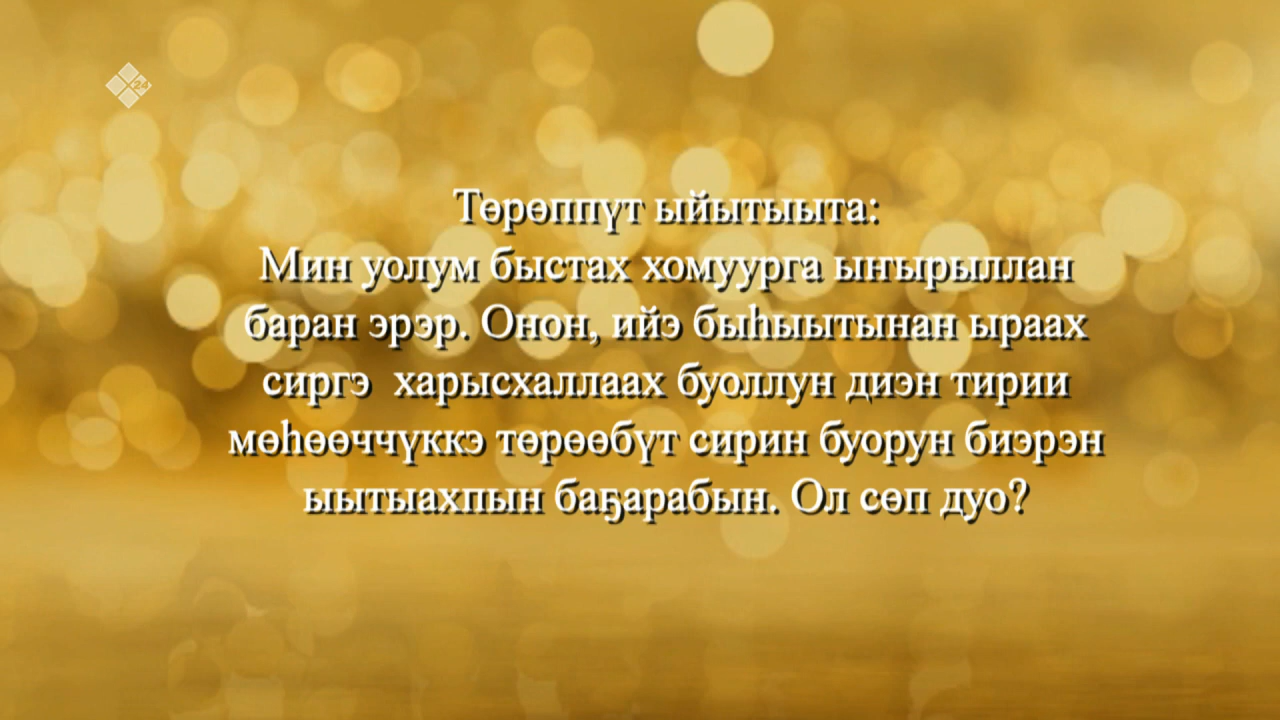 24
Төрөппүт ыйытыыта:
Мин уолум быстах хомуурга ыҥырыллан
баран эрэр. Онон, ийэ быһыытынан ыраах
сиргэ харысхаллаах буоллун диэн тирии
мөһөөччүккэ төрөөбүт сирин буорун биэрэн
ыытыахпын баҕарабын. Ол сөп дуо?